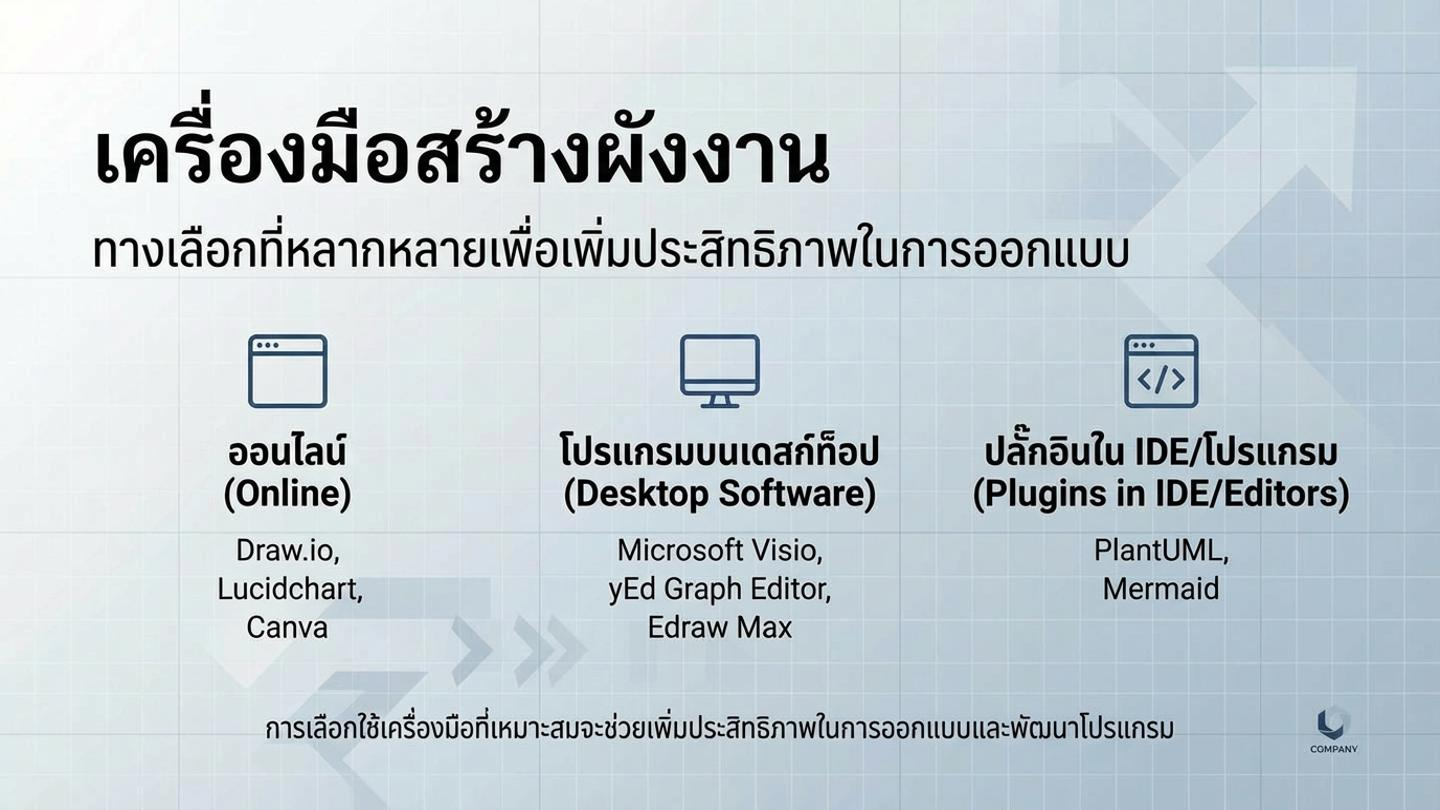 เครื่องมือสร้างผังงาน
ทางเลือกที่หลากหลายเพื่อเพิ่มประสิทธิภาพในการออกแบบ
ออนไลน์
(Online)
Draw.io,
Lucidchart,
Canva
โปรแกรมบนเดสก์ท็อป
(Desktop Software)
Microsoft Visio,
yEd Graph Editor,
Edraw Max
ปลั๊กอินใน IDE/โปรแกรม
(Plugins in IDE/Editors)
PlantUML,
Mermaid
การเลือกใช้เครื่องมือที่เหมาะสมจะช่วยเพิ่มประสิทธิภาพในการออกแบบและพัฒนาโปรแกรม
COMPANY